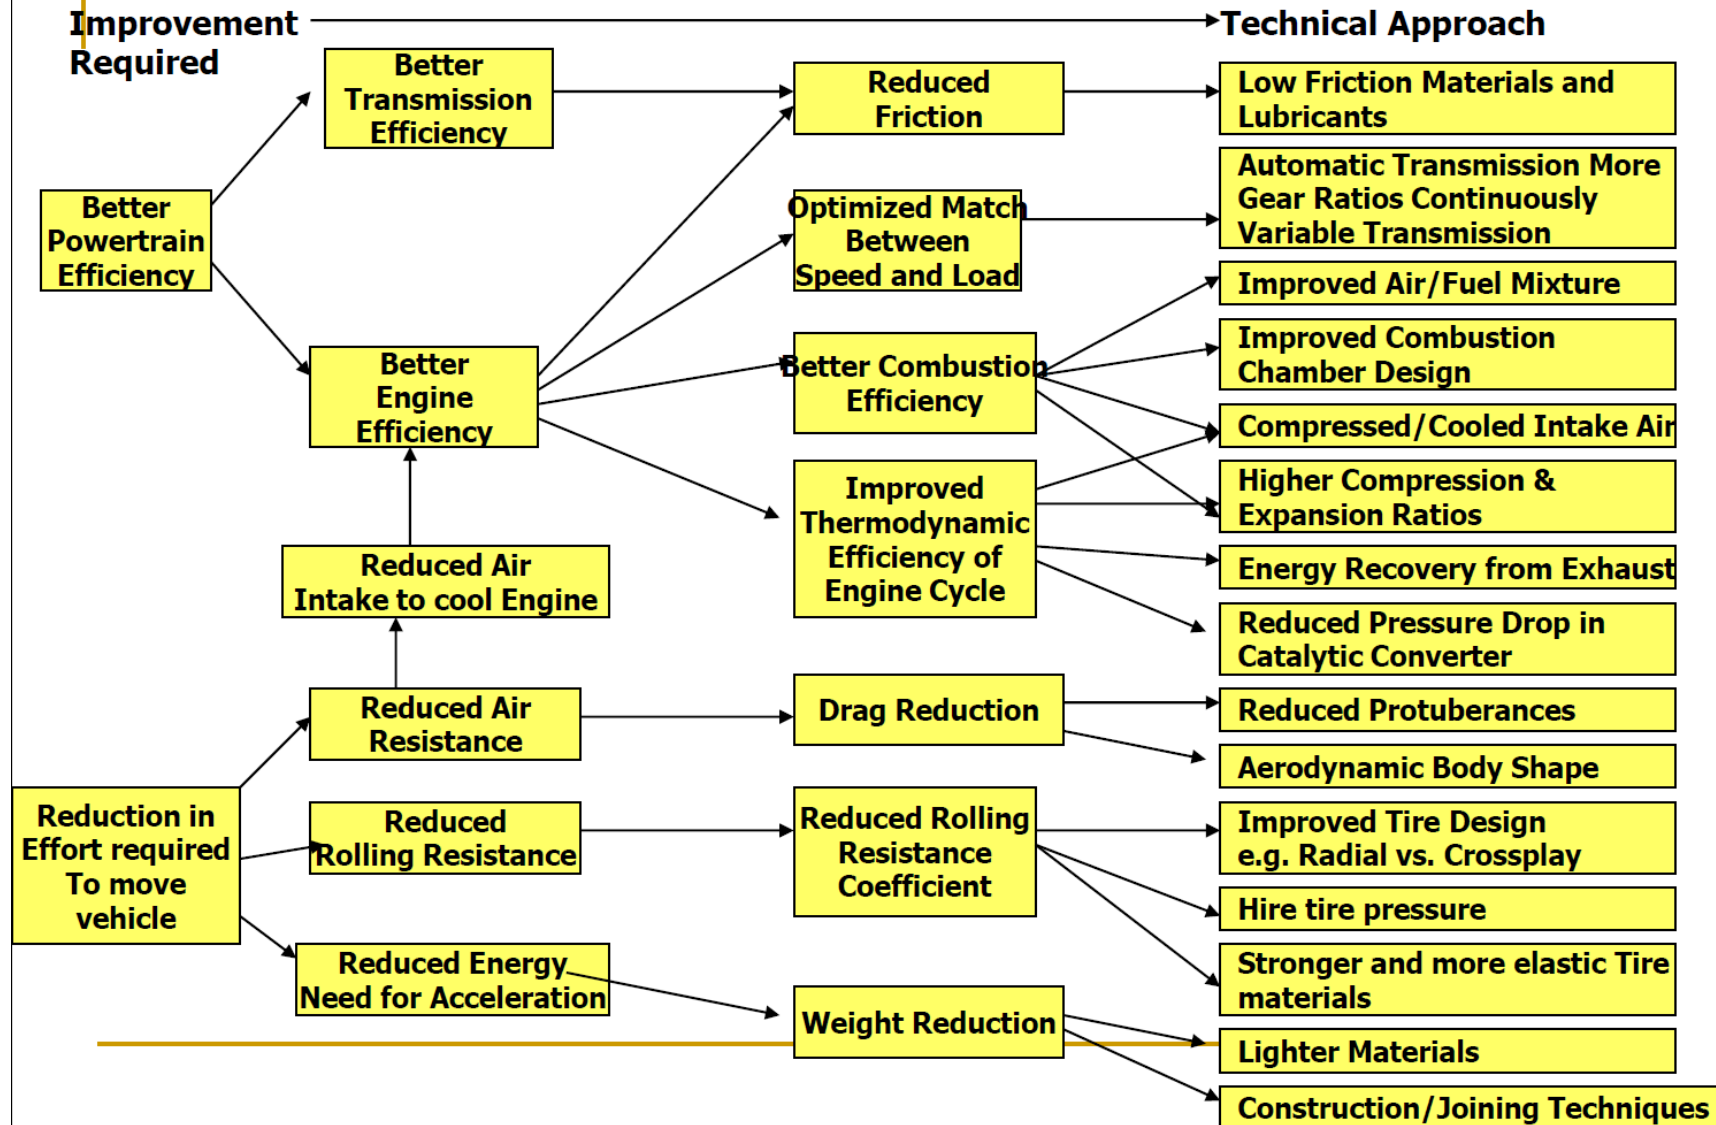 Improvement
Required
Technical Approach
Better
Transmission
Efficiency
Reduced
Friction
Low Friction Materials and
Lubricants
Better
Powertrain
Efficiency
Optimized Match
Between
Speed and Load
Automatic Transmission More
Gear Ratios Continuously
Variable Transmission
Improved Air/Fuel Mixture
Better
Engine
Efficiency
Better Combustion
Efficiency
Improved Combustion
Chamber Design
Compressed/Cooled Intake Air
Improved
Thermodynamic
Efficiency of
Engine Cycle
Higher Compression &
Expansion Ratios
Reduced Air
Intake to cool Engine
Energy Recovery from Exhaust
Reduced Pressure Drop in
Catalytic Converter
Reduced Air
Resistance
Drag Reduction
Reduced Protuberances
Aerodynamic Body Shape
Reduction in
Effort required
To move
vehicle
Reduced
Rolling Resistance
Reduced Rolling
Resistance
Coefficient
Improved Tire Design
e.g. Radial vs. Crossplay
Hire tire pressure
Stronger and more elastic Tire
materials
Reduced Energy
Need for Acceleration
Weight Reduction
Lighter Materials
Construction/Joining Techniques